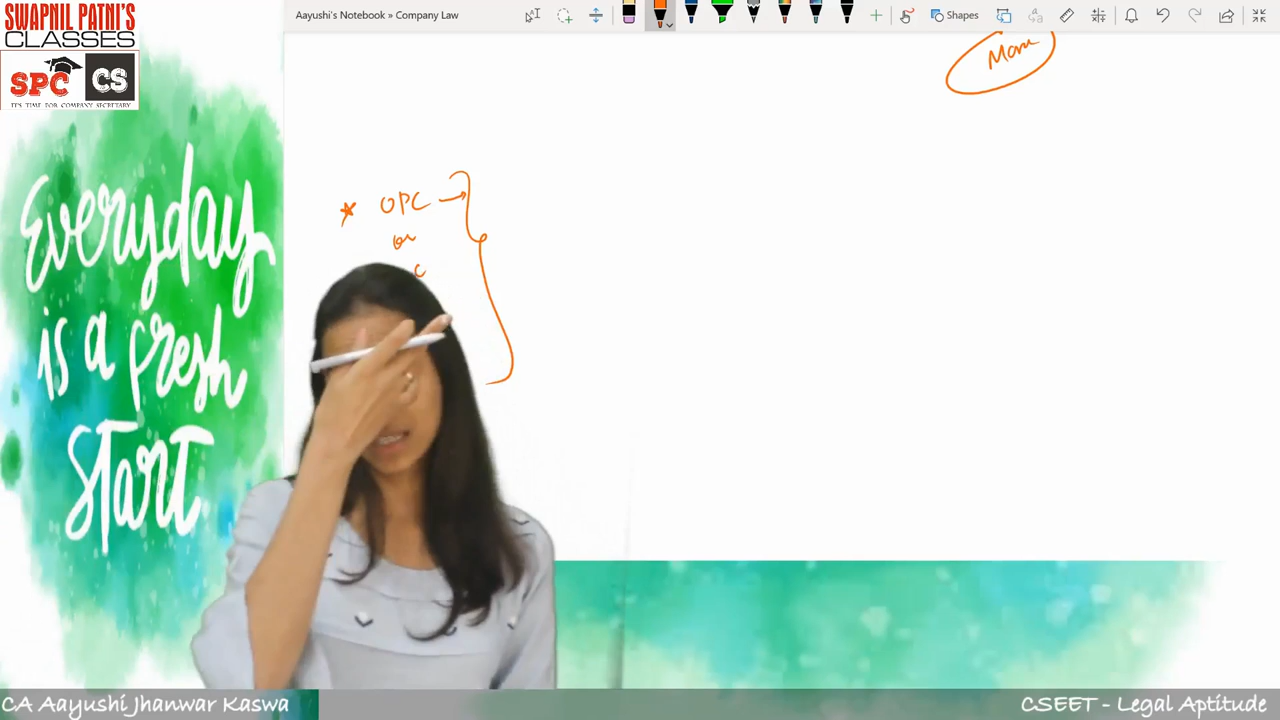 SWAPNIL PATNI'S
CLASSES
SPC CS
IT'S TIME FOR COMPANY SECRETARY
Aayushi's Notebook » Company Law
Shapes
Everyday
is a fresh
start
OPC
or
C
CA Aayushi Jhanwar Kaswa
CSEET - Legal Aptitude